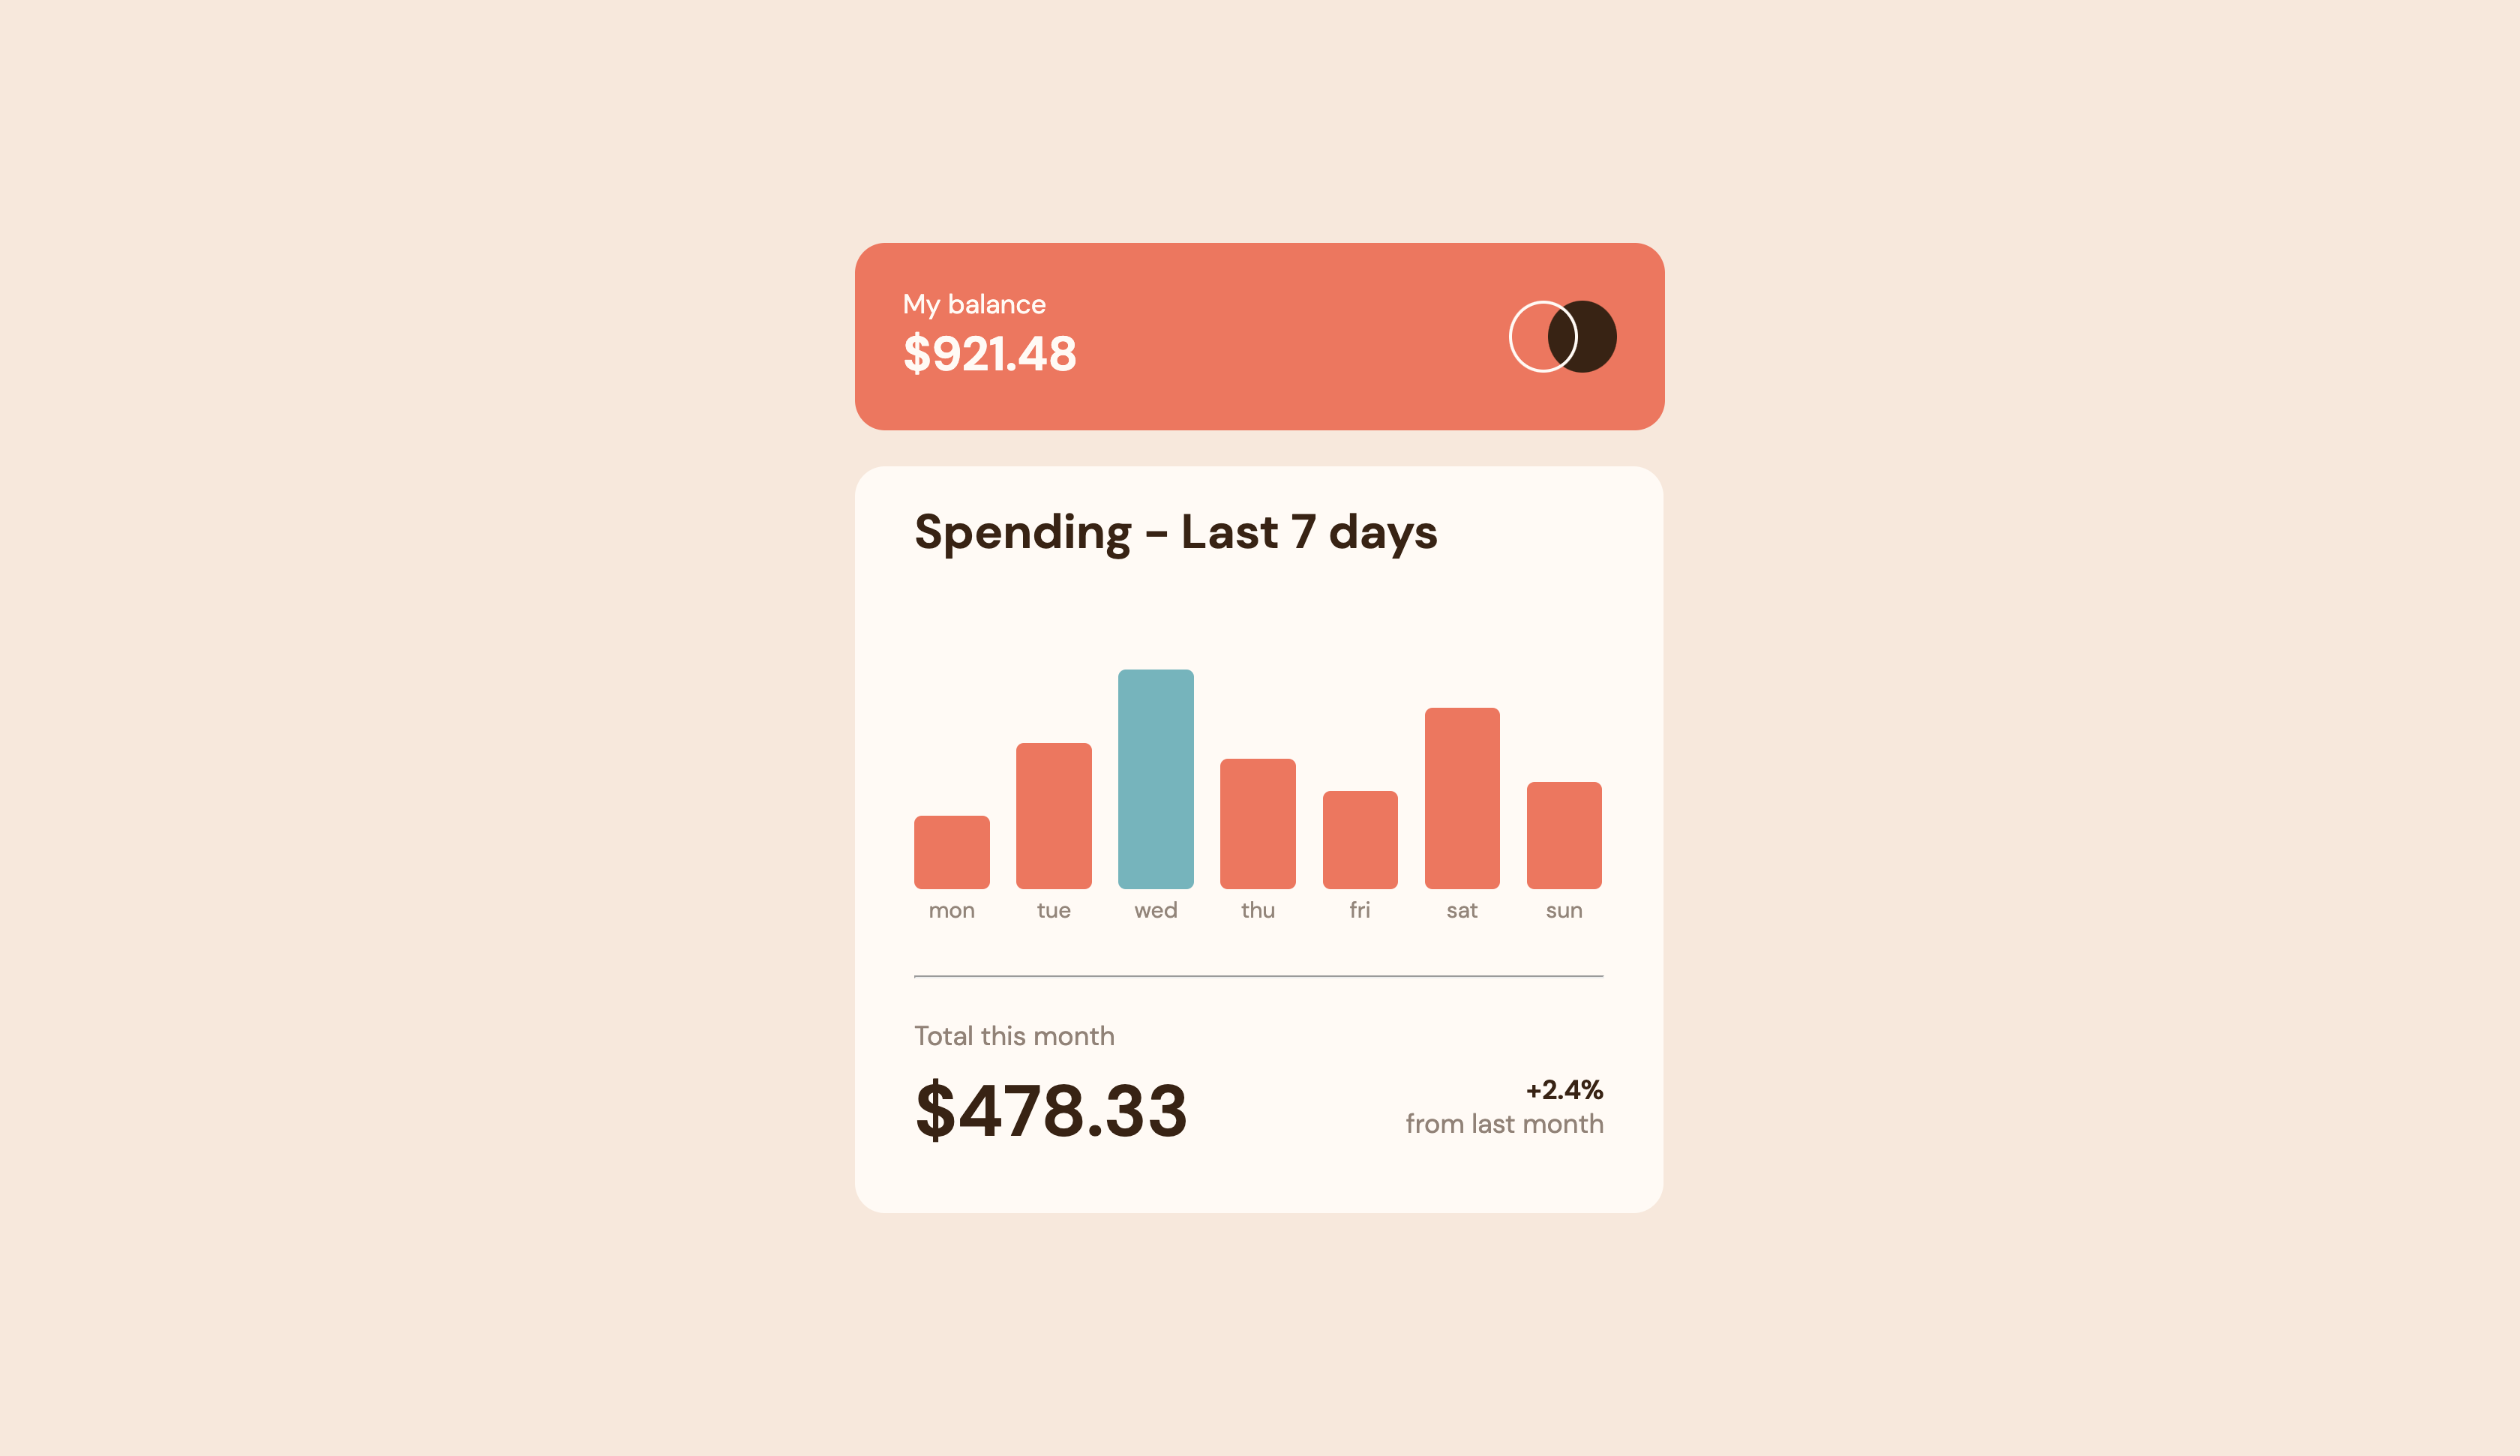 My balance
$921.48
Spending - Last 7 days
mon tue wed thu fri sat sun
Total this month
$478.33
+2.4%
from last month